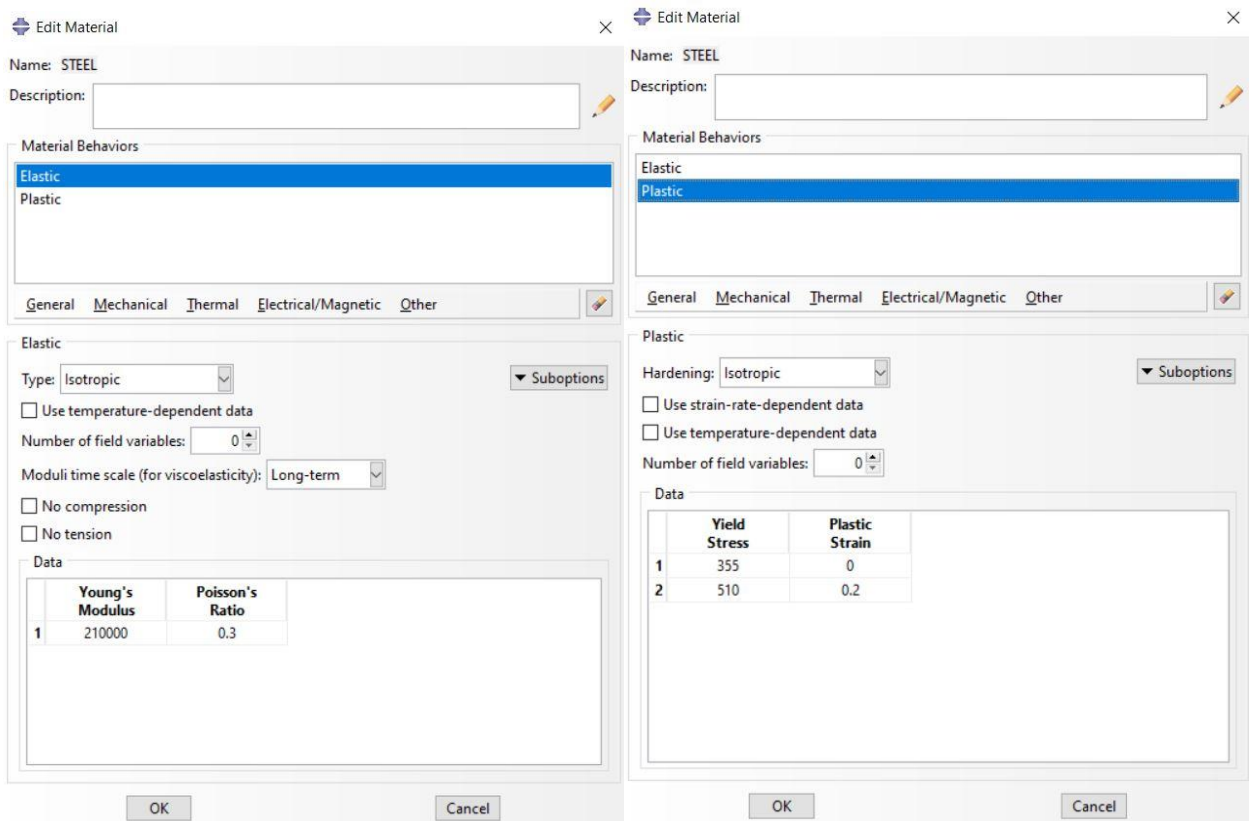 Edit Material
Name: STEEL
Description:
Material Behaviors
Elastic
Plastic
General Mechanical Thermal Electrical/Magnetic Other
Elastic
Type: Isotropic
Suboptions
Use temperature-dependent data
Number of field variables: 0
Moduli time scale (for viscoelasticity): Long-term
No compression
No tension
Data
Young's Modulus Poisson's Ratio
1 210000 0.3
OK Cancel
Edit Material
Name: STEEL
Description:
Material Behaviors
Elastic
Plastic
General Mechanical Thermal Electrical/Magnetic Other
Plastic
Hardening: Isotropic
Suboptions
Use strain-rate-dependent data
Use temperature-dependent data
Number of field variables: 0
Data
Yield Stress Plastic Strain
1 355 0
2 510 0.2
OK Cancel